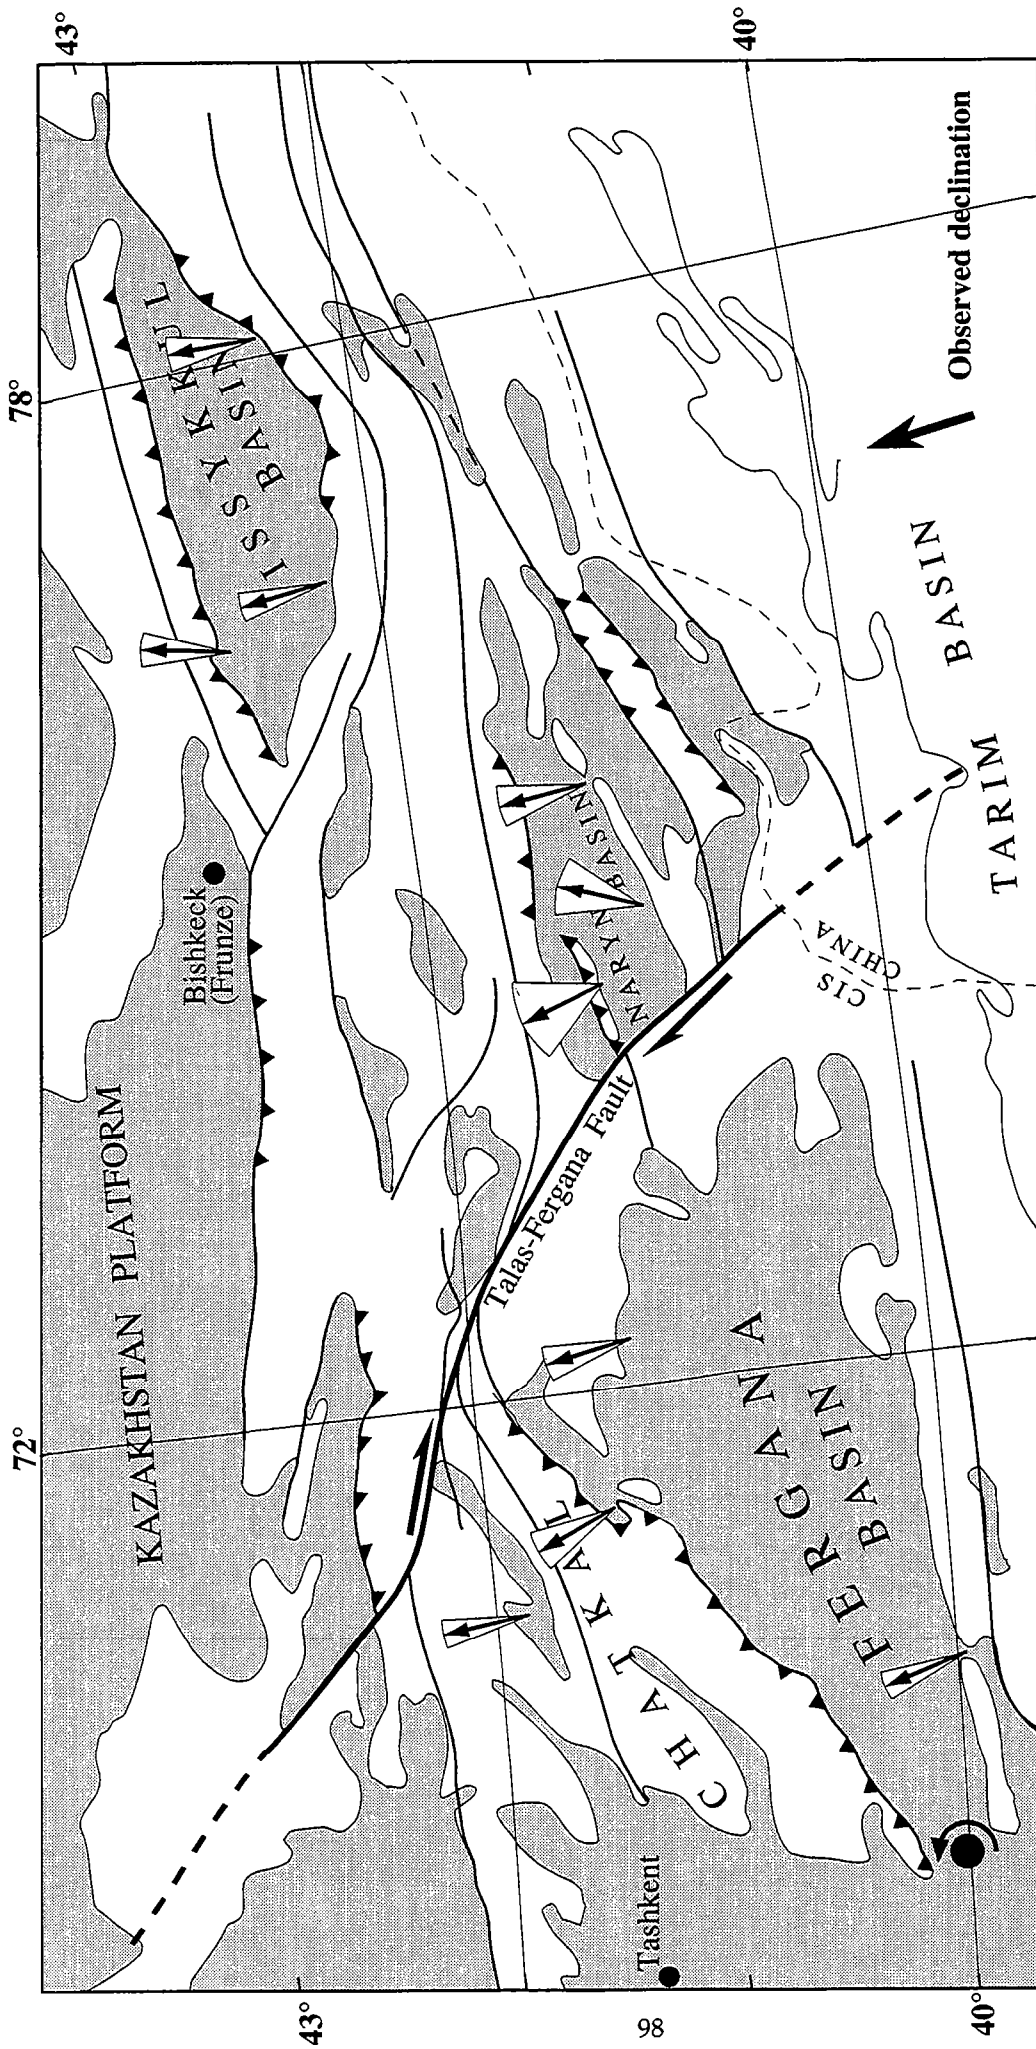 43°
40°
78°
ISSYK KUL
BASIN
Observed declination
Bishkeck
(Frunze)
NARYN BASIN
TARIM BASIN
CIS
CHINA
KAZAKHSTAN PLATFORM
Talas-Fergana Fault
72°
CHATKAL
FERGANA
BASIN
Tashkent
43°
98
40°